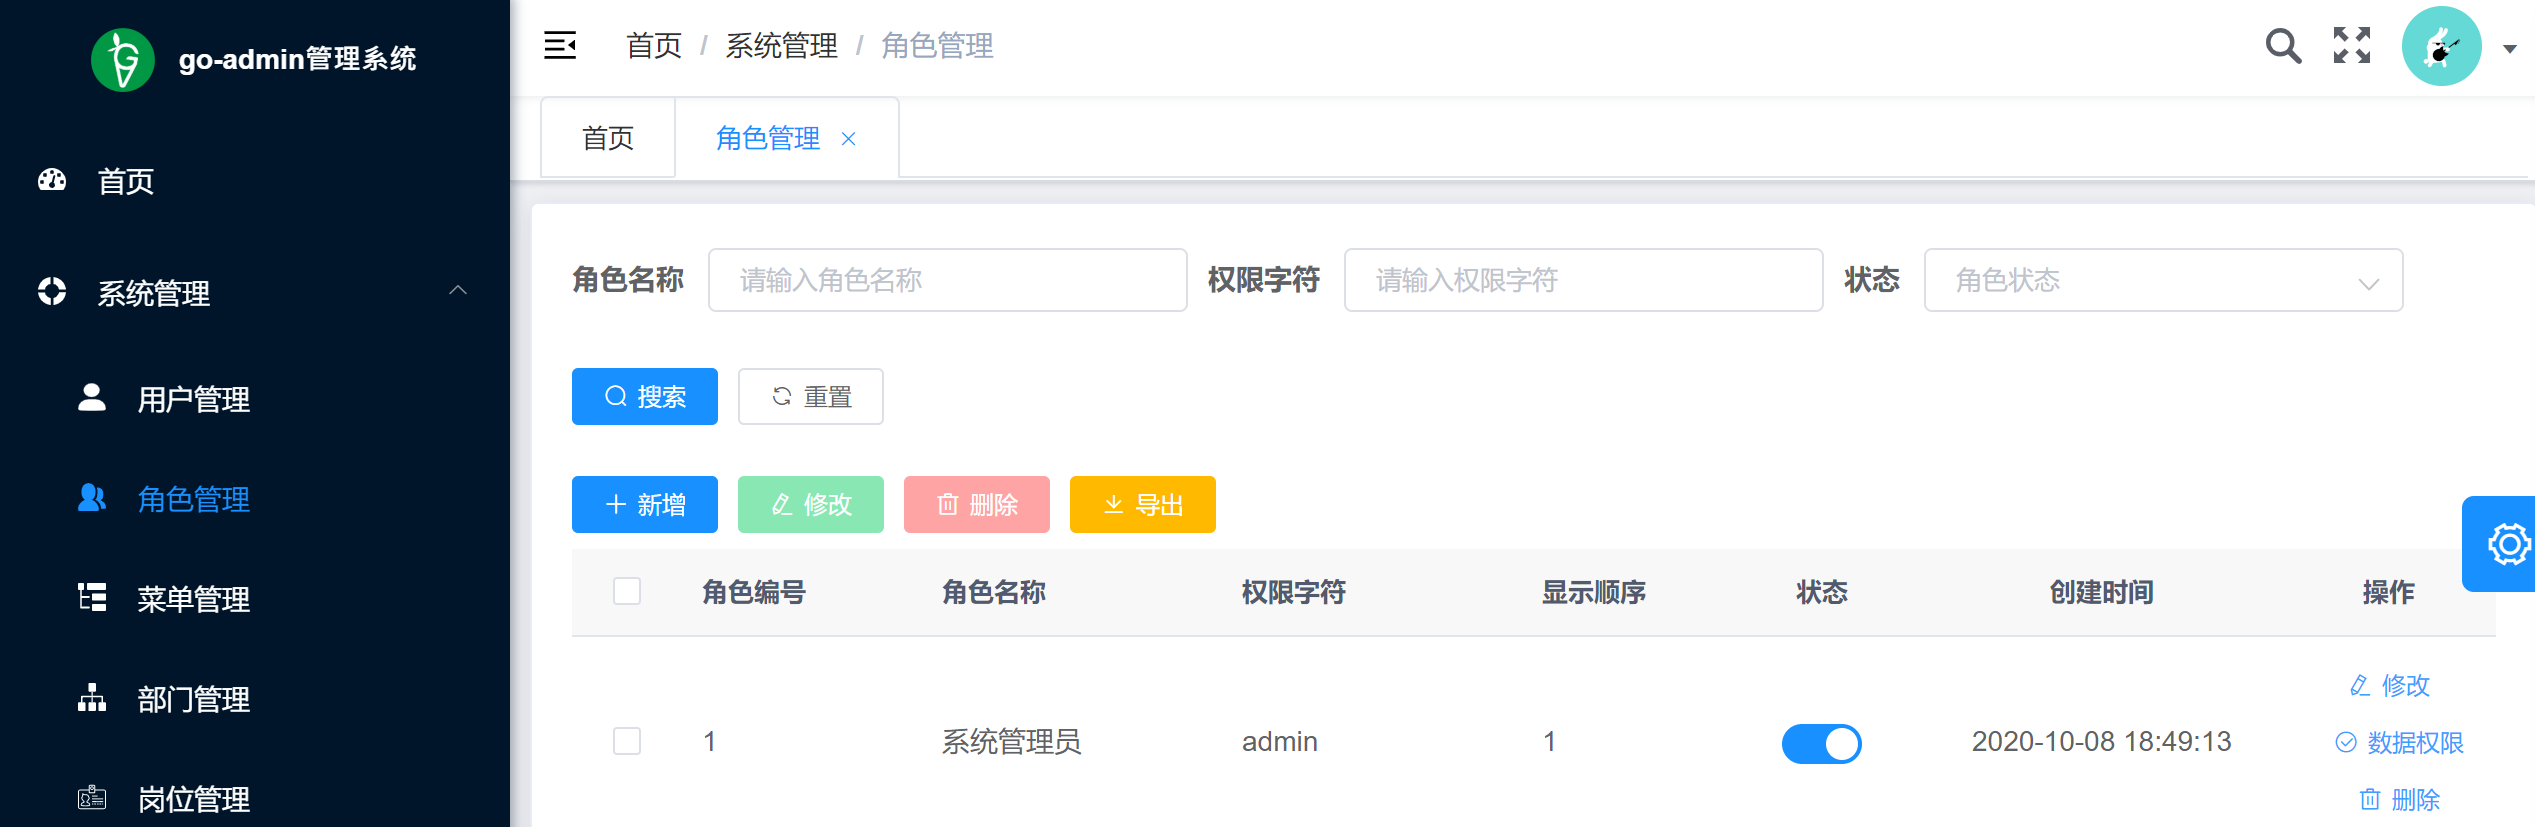 go-admin管理系统
首页
系统管理
用户管理
角色管理
菜单管理
部门管理
岗位管理
首页 / 系统管理 / 角色管理
首页 角色管理
角色名称 请输入角色名称 权限字符 请输入权限字符 状态 角色状态
搜索 重置
新增 修改 删除 导出
角色编号 角色名称 权限字符 显示顺序 状态 创建时间 操作
修改
1 系统管理员 admin 1 2020-10-08 18:49:13 数据权限
删除